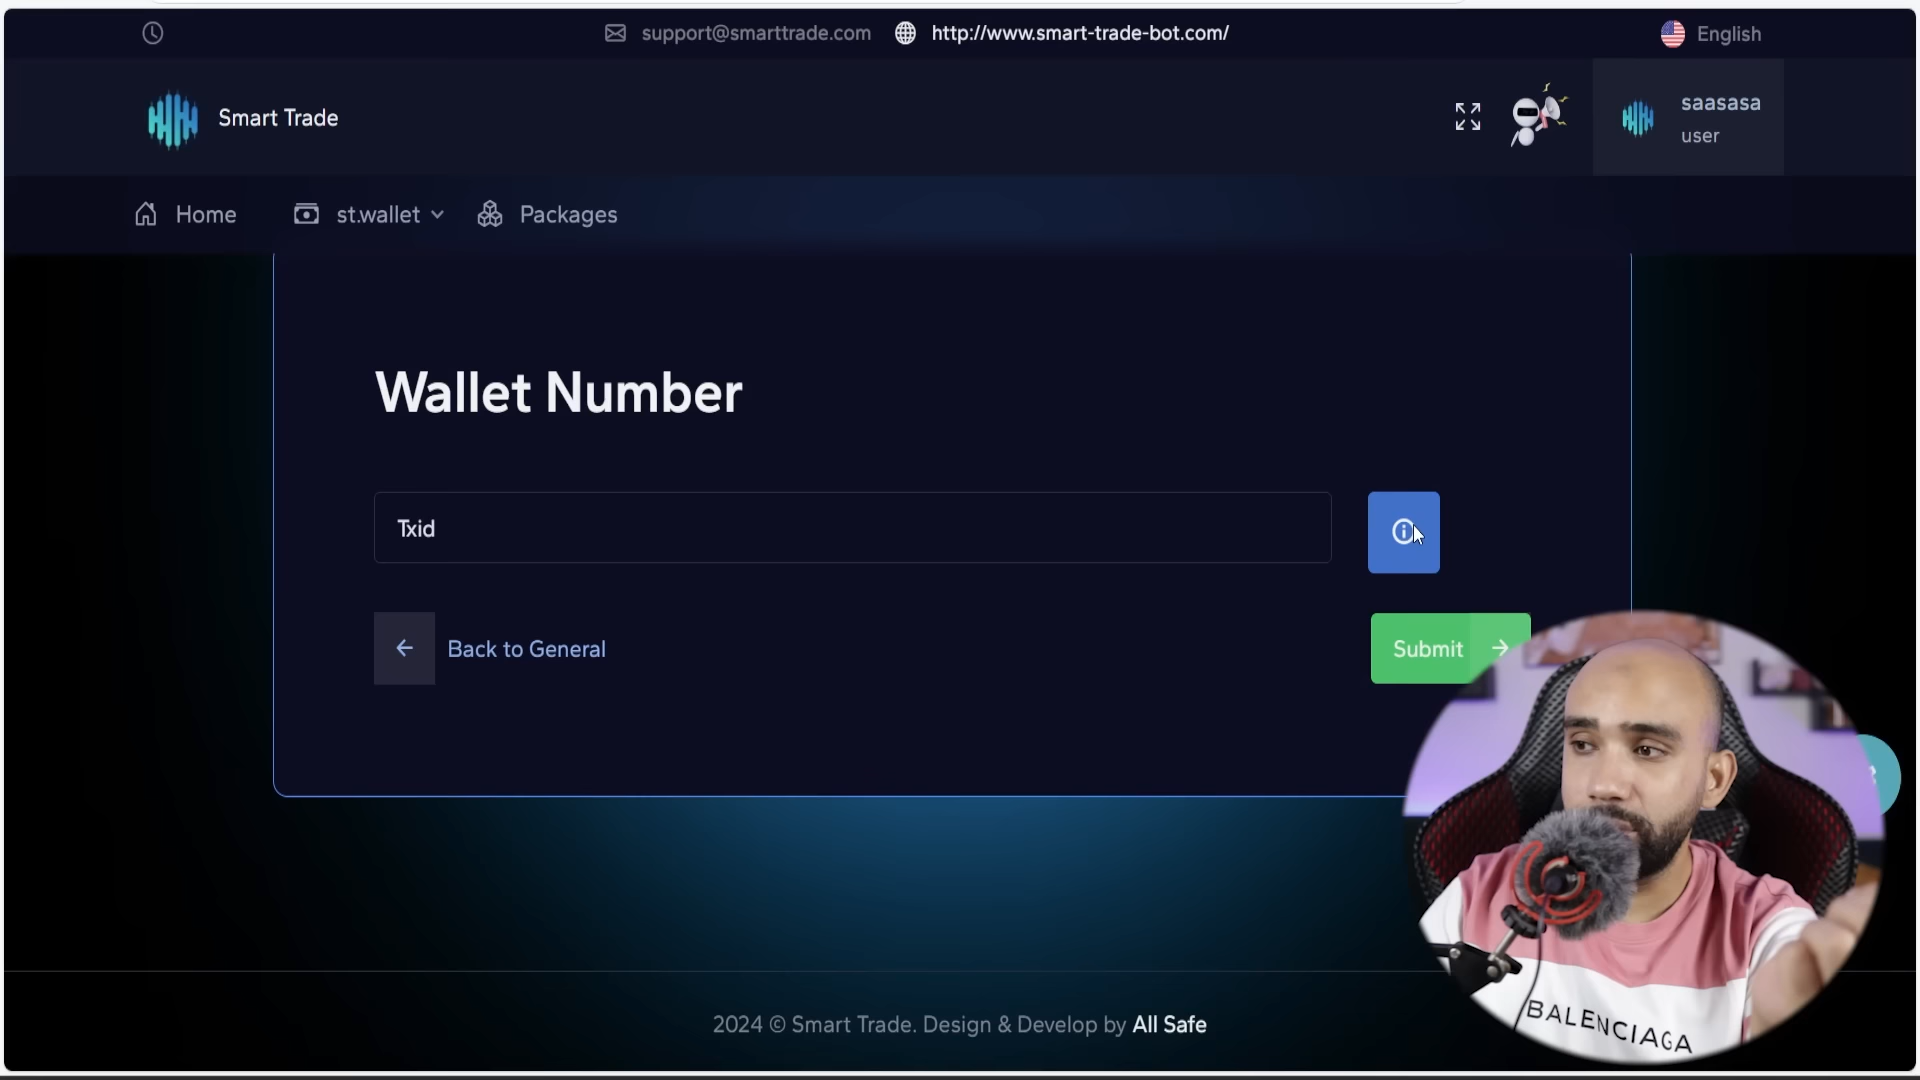 support@smarttrade.com http://www.smart-trade-bot.com/ English
Smart Trade
saasasa
user
Home st.wallet Packages
Wallet Number
Txid
Back to General
Submit
BALENCIAGA
2024 © Smart Trade. Design & Develop by All Safe